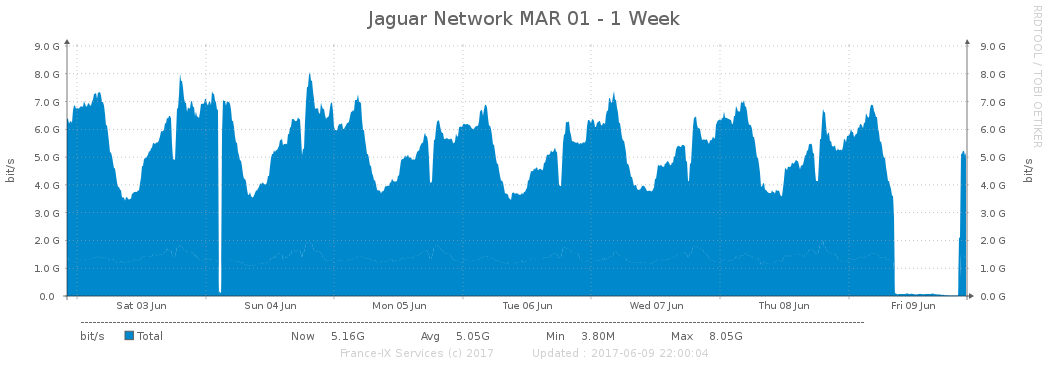 Jaguar Network MAR 01 - 1 Week
RRDTOOL / TOBI OETIKER
9.0 G 9.0 G
8.0 G 8.0 G
7.0 G 7.0 G
6.0 G 6.0 G
5.0 G 5.0 G
4.0 G 4.0 G
3.0 G 3.0 G
2.0 G 2.0 G
1.0 G 1.0 G
0.0 0.0 G
bit/s
bit/s
Sat 03 Jun Sun 04 Jun Mon 05 Jun Tue 06 Jun Wed 07 Jun Thu 08 Jun Fri 09 Jun
bit/s Total Now 5.16G Avg 5.05G Min 3.80M Max 8.05G
France-IX Services (c) 2017 Updated : 2017-06-09 22:00:04